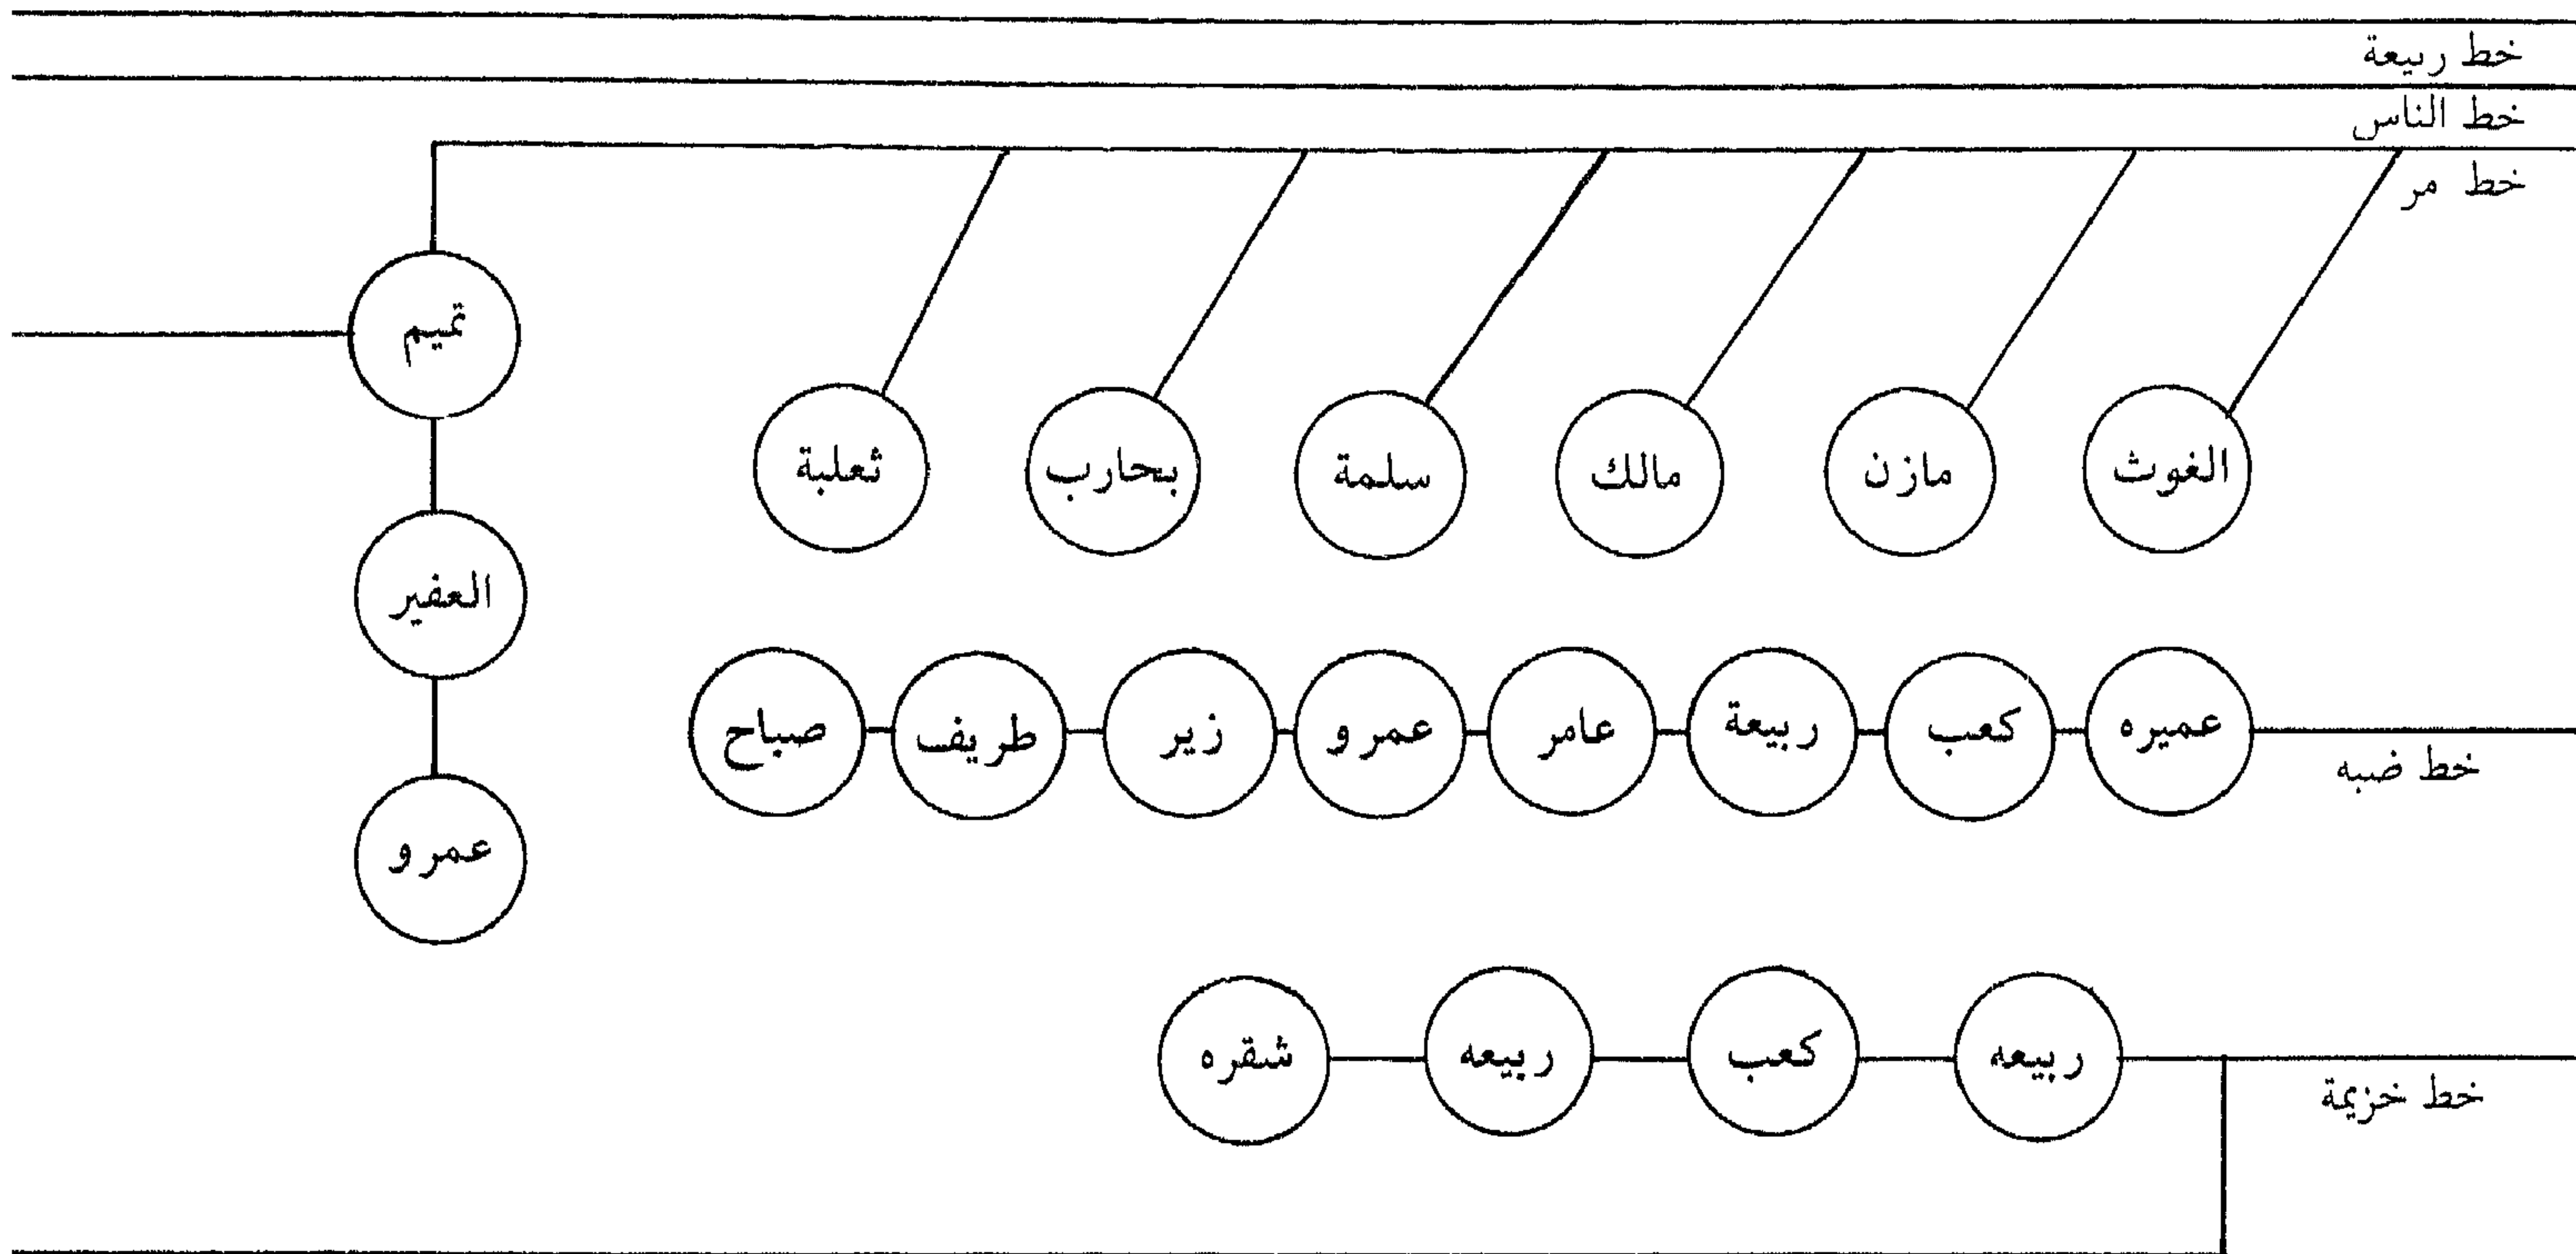 خط ربيعة
خط الناس
خط مر
تميم
الغوث
مازن
مالك
سلمة
بحارب
ثعلبة
العفير
عميره
كعب
ربيعة
عامر
عمرو
زير
طريف
صباح
خط ضبه
عمرو
ربيعه
كعب
ربيعه
شقره
خط خزيمة